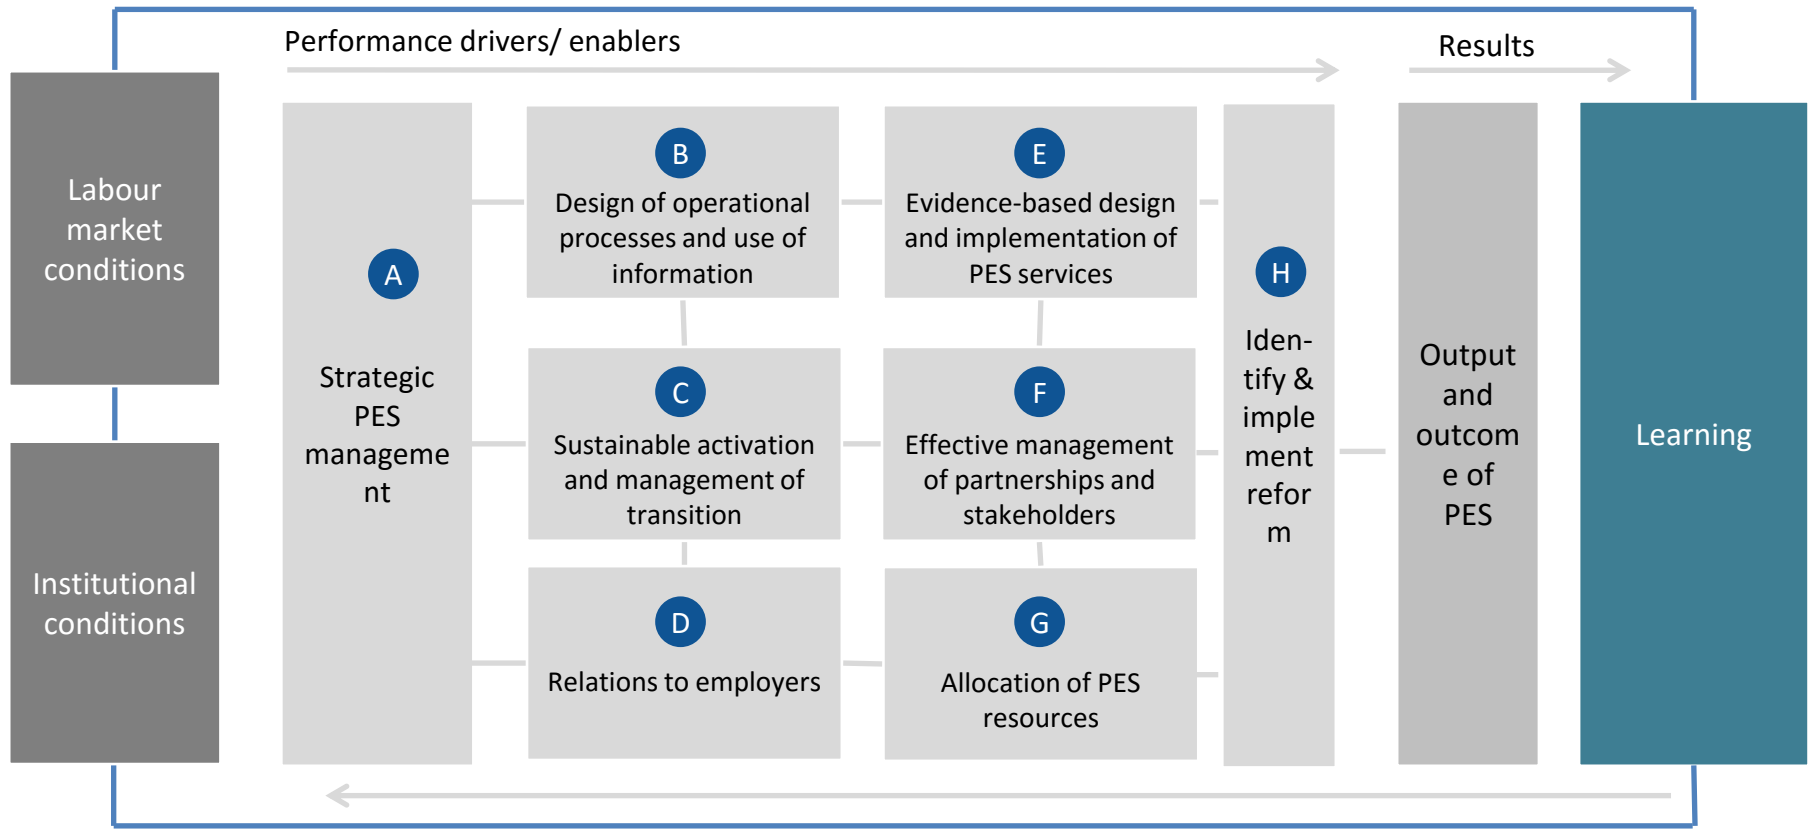 Performance drivers/ enablers
Results
Labour
market
conditions
Institutional
conditions
A
Strategic
PES
manageme
nt
B
Design of operational
processes and use of
information
C
Sustainable activation
and management of
transition
D
Relations to employers
E
Evidence-based design
and implementation of
PES services
F
Effective management
of partnerships and
stakeholders
G
Allocation of PES
resources
H
Iden-
tify &
imple
ment
refor
m
Output
and
outcom
e of
PES
Learning